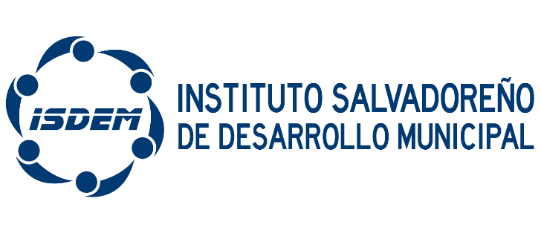 ISDEM
INSTITUTO SALVADOREÑO
DE DESARROLLO MUNICIPAL